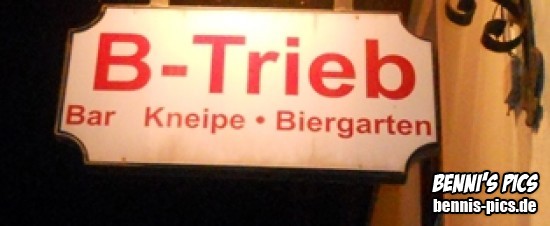 B-Trieb
Bar Kneipe • Biergarten
BENNI'S PICS
bennis-pics.de